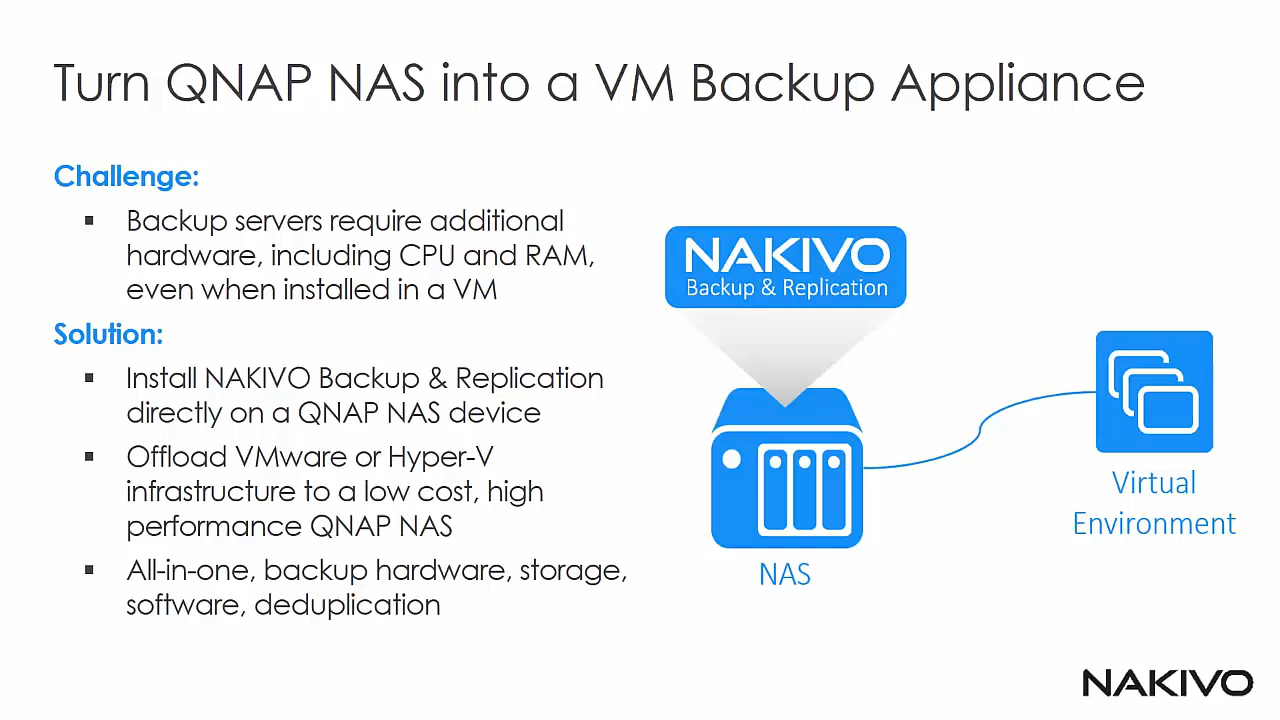 Turn QNAP NAS into a VM Backup Appliance
Challenge:
▪ Backup servers require additional
hardware, including CPU and RAM,
even when installed in a VM
Solution:
▪ Install NAKIVO Backup & Replication
directly on a QNAP NAS device
▪ Offload VMware or Hyper-V
infrastructure to a low cost, high
performance QNAP NAS
▪ All-in-one, backup hardware, storage,
software, deduplication
NAKIVO
Backup & Replication
NAS
Virtual
Environment
NAKIVO